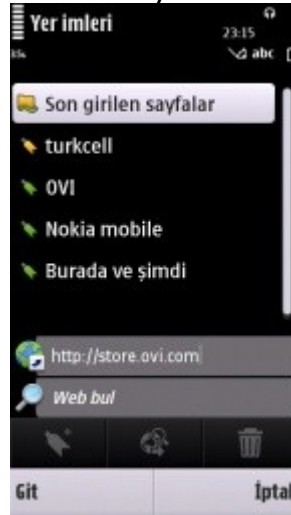 Yer imleri
23:15
abc
Son girilen sayfalar
turkcell
OVI
Nokia mobile
Burada ve şimdi
http://store.ovi.com
Web bul
Git
İptal